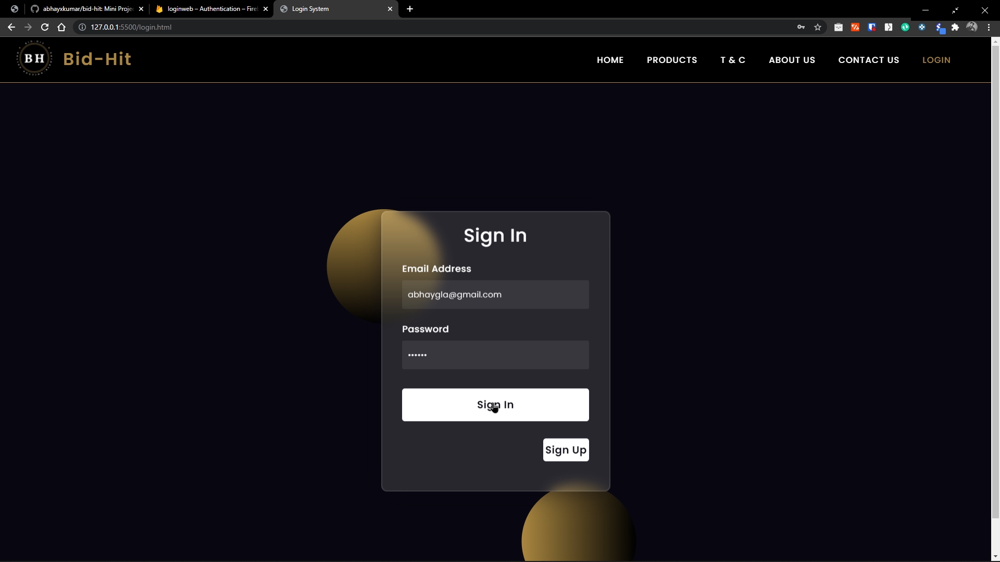 abhayxkumar/bid-hit: Mini Proje
loginweb – Authentication – Fire
Login System
127.0.0.1:5500/login.html
BH
Bid-Hit
HOME
PRODUCTS
T & C
ABOUT US
CONTACT US
LOGIN
Sign In
Email Address
abhaygla@gmail.com
Password
••••••
Sign In
Sign Up